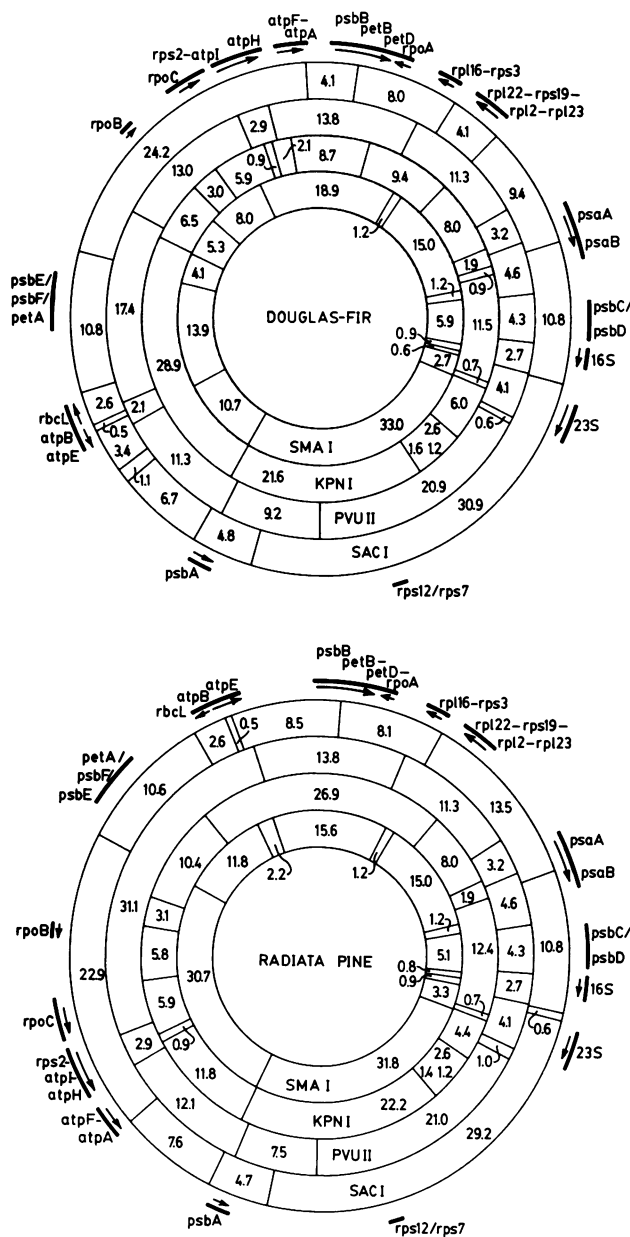 atpF-
atpA
atpH
rps2-atpI
rpoC
rpoB
psbB
petB
petD
rpoA
rpl16-rps3
rpl22-rps19-
rpl2-rpl23
psaA
psaB
psbC/
psbD
16S
23S
rps12/rps7
psbA
rbcL
atpB
atpE
psbE/
psbF/
petA
4.1
8.0
4.1
9.4
10.8
30.9
4.8
6.7
1.1
3.4
0.5
2.6
10.8
24.2
13.8
11.3
3.2
4.6
4.3
2.7
4.1
0.6
20.9
9.2
11.3
2.1
17.4
13.0
2.9
8.7
9.4
8.0
1.9
0.9
11.5
0.7
6.0
2.6
1.2
1.6
21.6
28.9
6.5
3.0
5.9
0.9
2.1
18.9
1.2
15.0
1.2
5.9
0.9
0.6
2.7
33.0
10.7
13.9
4.1
5.3
8.0
DOUGLAS-FIR
SMA I
KPN I
PVU II
SAC I
psbB
petB-
petD-
rpoA
rpl16-rps3
rpl22-rps19-
rpl2-rpl23
psaA
psaB
psbC/
psbD
16S
23S
rps12/rps7
psbA
atpF-
atpA
rps2-
atpI-
atpH
rpoC
rpoB
petA/
psbF/
psbE
rbcL
atpB
atpE
8.5
8.1
13.5
10.8
0.6
29.2
4.7
7.6
22.9
10.6
2.6
0.5
13.8
11.3
3.2
4.6
4.3
2.7
4.1
1.0
21.0
7.5
12.1
2.9
31.1
26.9
8.0
1.9
12.4
0.7
4.4
2.6
1.2
1.4
22.2
11.8
0.9
5.9
5.8
3.1
10.4
15.6
1.2
15.0
1.2
5.1
0.8
0.9
3.3
31.8
30.7
11.8
2.2
RADIATA PINE
SMA I
KPN I
PVU II
SAC I